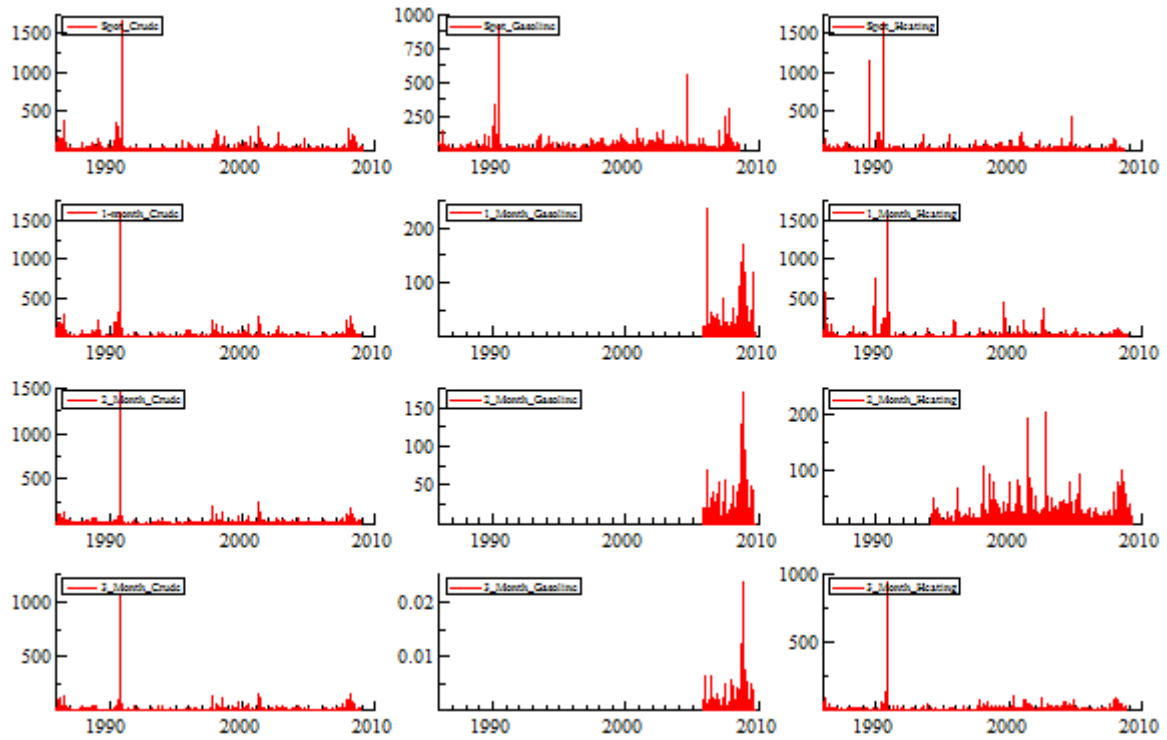 Spot_Crude
1500
1000
500
1990 2000 2010
Spot_Gasoline
1000
750
500
250
1990 2000 2010
Spot_Heating
1500
1000
500
1990 2000 2010
1-month_Crude
1500
1000
500
1990 2000 2010
1_Month_Gasoline
200
100
1990 2000 2010
1_Month_Heating
1500
1000
500
1990 2000 2010
2_Month_Crude
1500
1000
500
1990 2000 2010
2_Month_Gasoline
150
100
50
1990 2000 2010
2_Month_Heating
200
100
1990 2000 2010
3_Month_Crude
1000
500
1990 2000 2010
3_Month_Gasoline
0.02
0.01
1990 2000 2010
3_Month_Heating
1000
500
1990 2000 2010